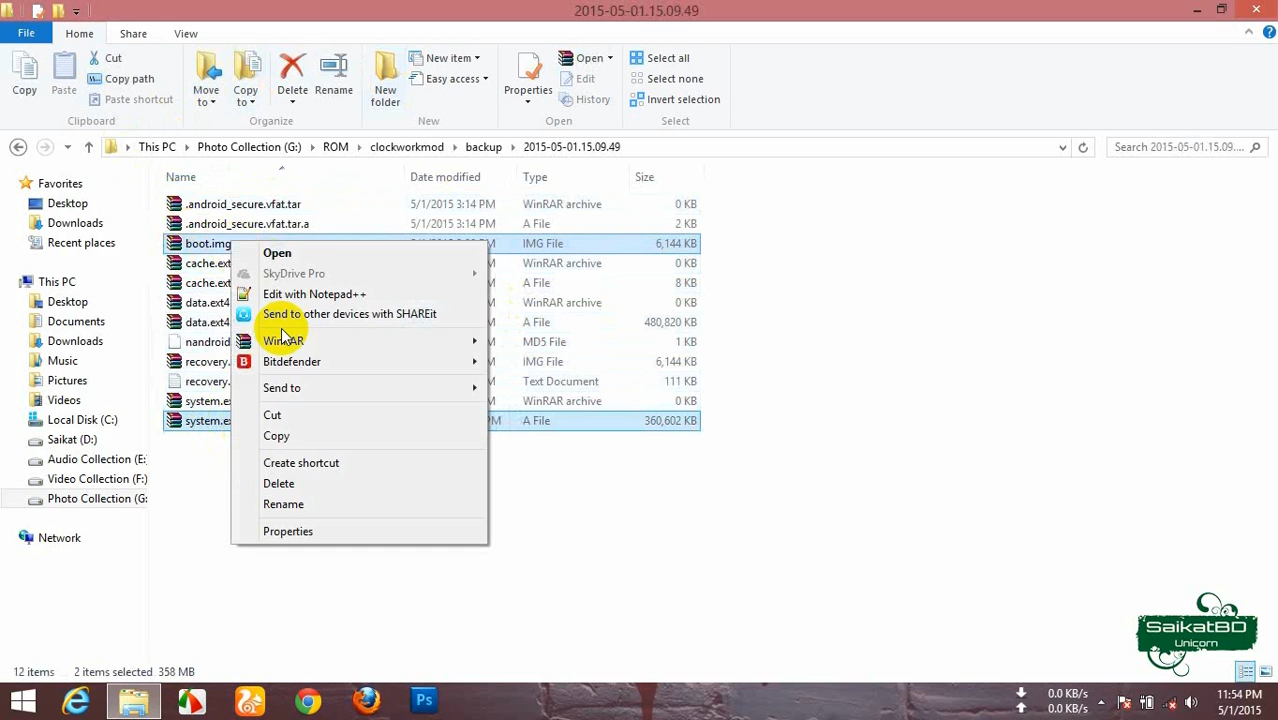 2015-05-01.15.09.49
File Home Share View
Copy
Paste
Cut
Copy path
Paste shortcut
Clipboard
Move to
Copy to
Delete
Rename
Organize
New folder
New item
Easy access
New
Properties
Open
Edit
History
Open
Select all
Select none
Invert selection
Select
This PC Photo Collection (G:) ROM clockworkmod backup 2015-05-01.15.09.49
Search 2015-05-01.15.09....
Favorites
Desktop
Downloads
Recent places
This PC
Desktop
Documents
Downloads
Music
Pictures
Videos
Local Disk (C:)
Saikat (D:)
Audio Collection (E:
Video Collection (F:)
Photo Collection (G:
Network
Name Date modified Type Size
.android_secure.vfat.tar 5/1/2015 3:14 PM WinRAR archive 0 KB
.android_secure.vfat.tar.a 5/1/2015 3:14 PM A File 2 KB
boot.img IMG File 6,144 KB
cache.ext WinRAR archive 0 KB
cache.ext A File 8 KB
data.ext4 WinRAR archive 0 KB
data.ext4 A File 480,820 KB
nandroid MD5 File 1 KB
recovery. IMG File 6,144 KB
recovery. Text Document 111 KB
system.ex WinRAR archive 0 KB
system.ex PM A File 360,602 KB
Open
SkyDrive Pro
Edit with Notepad++
Send to other devices with SHAREit
WinRAR
Bitdefender
Send to
Cut
Copy
Create shortcut
Delete
Rename
Properties
SaikatBD
Unicorn
12 items 2 items selected 358 MB
0.0 KB/s
0.0 KB/s
11:54 PM
5/1/2015